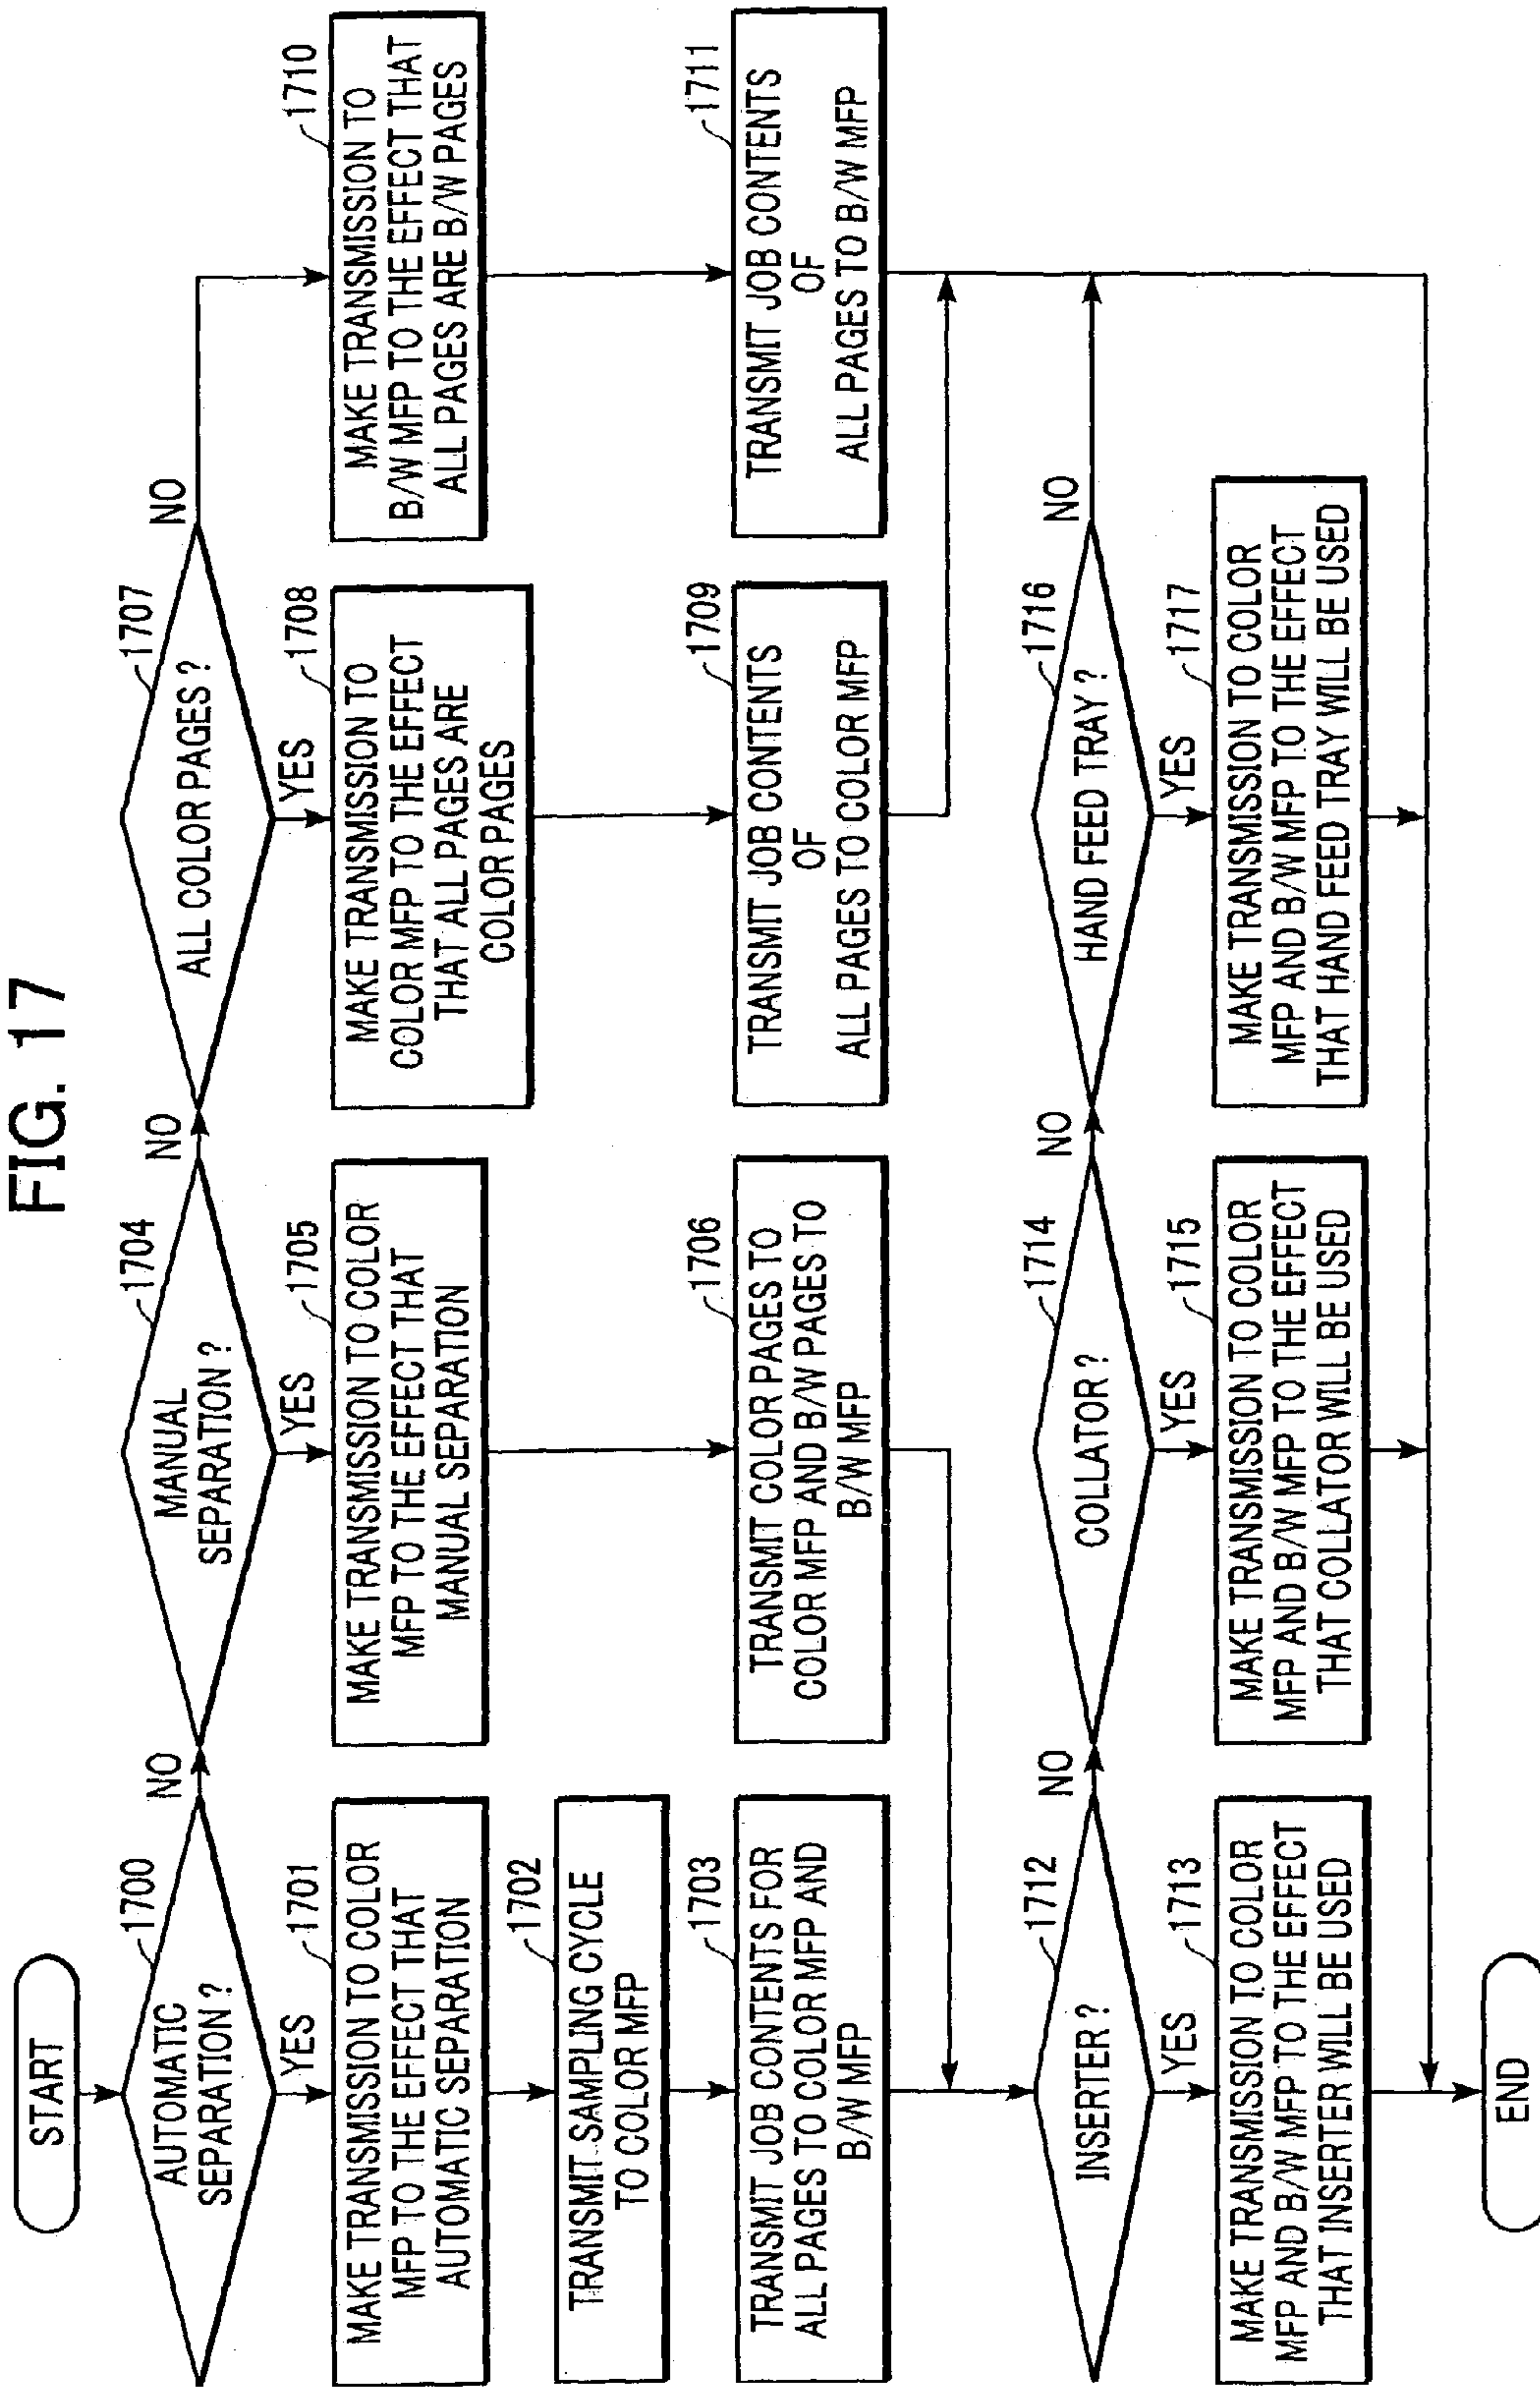 FIG. 17
START
1700
AUTOMATIC
SEPARATION ?
NO
YES
1701
MAKE TRANSMISSION TO COLOR
MFP TO THE EFFECT THAT
AUTOMATIC SEPARATION
1702
TRANSMIT SAMPLING CYCLE
TO COLOR MFP
1703
TRANSMIT JOB CONTENTS FOR
ALL PAGES TO COLOR MFP AND
B/W MFP
1704
MANUAL
SEPARATION ?
NO
YES
1705
MAKE TRANSMISSION TO COLOR
MFP TO THE EFFECT THAT
MANUAL SEPARATION
1706
TRANSMIT COLOR PAGES TO
COLOR MFP AND B/W PAGES TO
B/W MFP
1707
ALL COLOR PAGES ?
NO
YES
1708
MAKE TRANSMISSION TO
COLOR MFP TO THE EFFECT
THAT ALL PAGES ARE
COLOR PAGES
1709
TRANSMIT JOB CONTENTS
OF
ALL PAGES TO COLOR MFP
1710
MAKE TRANSMISSION TO
B/W MFP TO THE EFFECT THAT
ALL PAGES ARE B/W PAGES
1711
TRANSMIT JOB CONTENTS
OF
ALL PAGES TO B/W MFP
1712
INSERTER ?
NO
YES
1713
MAKE TRANSMISSION TO COLOR
MFP AND B/W MFP TO THE EFFECT
THAT INSERTER WILL BE USED
1714
COLLATOR ?
NO
YES
1715
MAKE TRANSMISSION TO COLOR
MFP AND B/W MFP TO THE EFFECT
THAT COLLATOR WILL BE USED
1716
HAND FEED TRAY ?
NO
YES
1717
MAKE TRANSMISSION TO COLOR
MFP AND B/W MFP TO THE EFFECT
THAT HAND FEED TRAY WILL BE USED
END